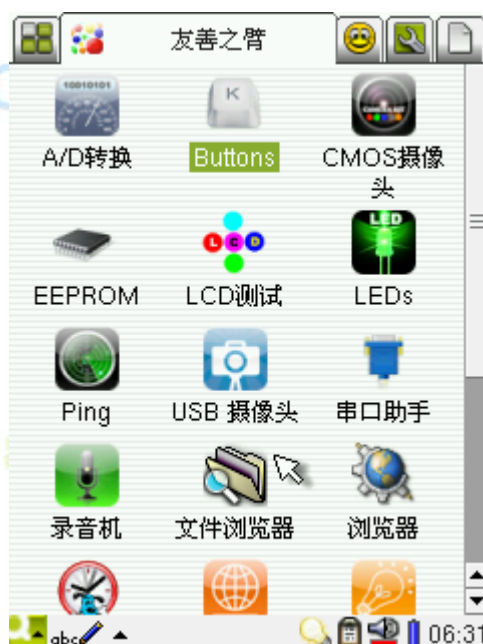 友善之臂
10010101
K
A/D转换
Buttons
CMOS摄像
头
LED
L C D
EEPROM
LCD测试
LEDs
Ping
USB 摄像头
串口助手
录音机
文件浏览器
浏览器
abc
06:31